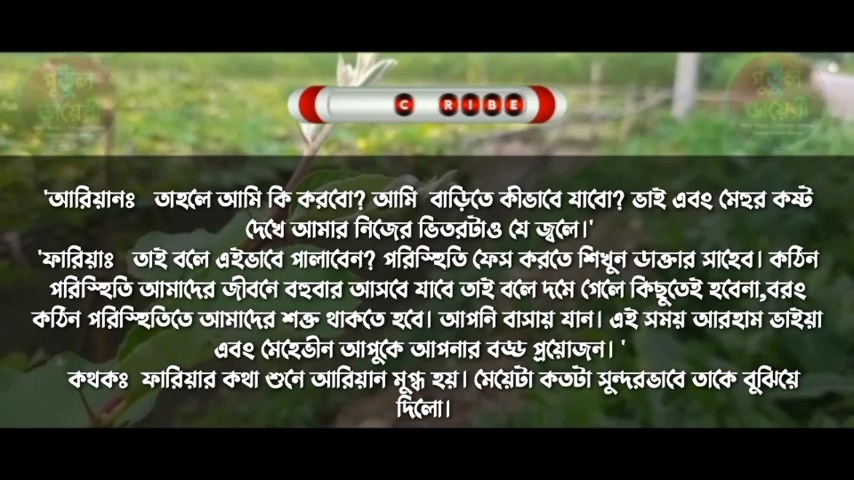 পুতুল
ডায়েরী
C RIBE
পুতুল
ডায়েরী
'আরিয়ানঃ তাহলে আমি কি করবো? আমি বাড়িতে কীভাবে যাবো? ভাই এবং মেহুর কষ্ট
দেখে আমার নিজের ভিতরটাও যে জ্বলে।'
'ফারিয়াঃ তাই বলে এইভাবে পালাবেন? পরিস্হিতি ফেস করতে শিখুন ডাক্তার সাহেব। কঠিন
পরিস্হিতি আমাদের জীবনে বহুবার আসবে যাবে তাই বলে দমে গেলে কিছুতেই হবেনা,বরং
কঠিন পরিস্হিতিতে আমাদের শক্ত থাকতে হবে। আপনি বাসায় যান। এই সময় আরহাম ভাইয়া
এবং মেহেভীন আপুকে আপনার বড্ড প্রয়োজন। '
কথকঃ ফারিয়ার কথা শুনে আরিয়ান মুগ্ধ হয়। মেয়েটা কতটা সুন্দরভাবে তাকে বুঝিয়ে
দিলো।